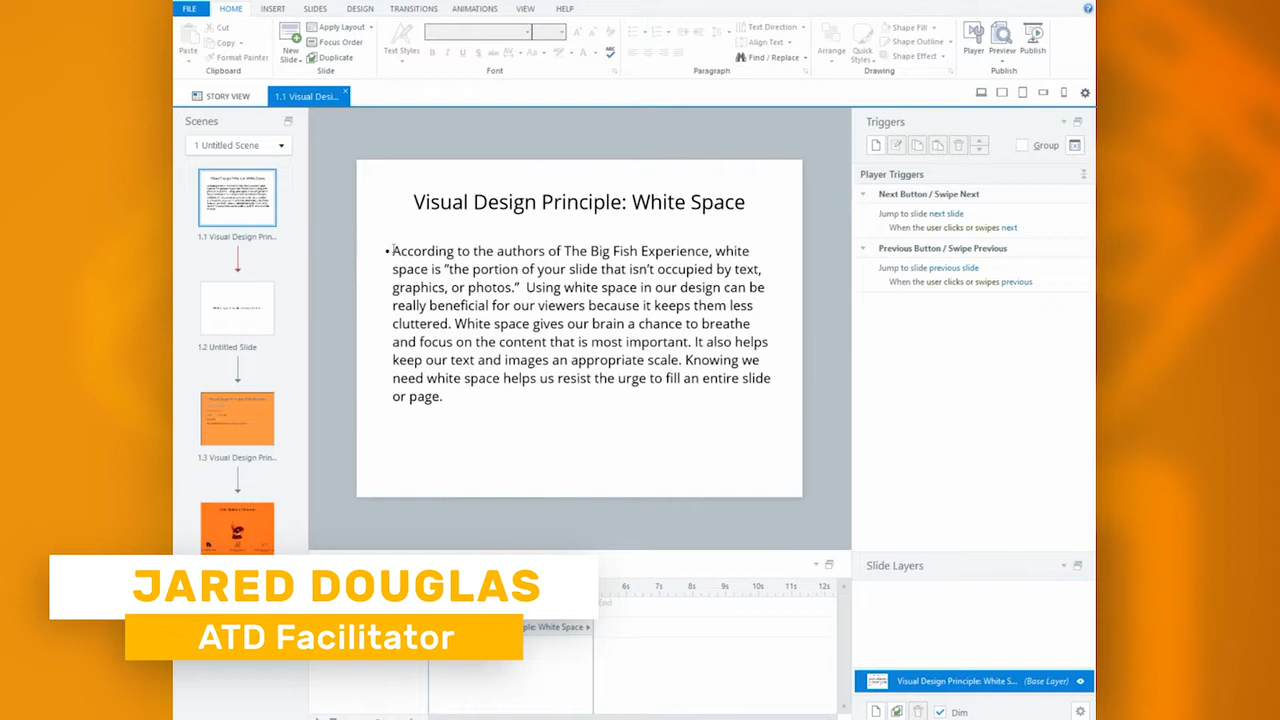 FILE HOME INSERT SLIDES DESIGN TRANSITIONS ANIMATIONS VIEW HELP
Paste Cut Copy Format Painter Clipboard
New Slide Apply Layout Focus Order Duplicate Slide
Text Styles Font
Paragraph
Text Direction Align Text Find / Replace
Arrange Quick Styles Shape Fill Shape Outline Shape Effect Drawing
Player Preview Publish Publish
STORY VIEW 1.1 Visual Desi...
Scenes
1 Untitled Scene
1.1 Visual Design Prin...
1.2 Untitled Slide
1.3 Visual Design Prin...
Visual Design Principle: White Space
• According to the authors of The Big Fish Experience, white
space is “the portion of your slide that isn’t occupied by text,
graphics, or photos.” Using white space in our design can be
really beneficial for our viewers because it keeps them less
cluttered. White space gives our brain a chance to breathe
and focus on the content that is most important. It also helps
keep our text and images an appropriate scale. Knowing we
need white space helps us resist the urge to fill an entire slide
or page.
Triggers
Group
Player Triggers
Next Button / Swipe Next
Jump to slide next slide
When the user clicks or swipes next
Previous Button / Swipe Previous
Jump to slide previous slide
When the user clicks or swipes previous
Slide Layers
Visual Design Principle: White S... (Base Layer)
Dim
6s 7s 8s 9s 10s 11s 12s
End
ple: White Space
JARED DOUGLAS
ATD Facilitator